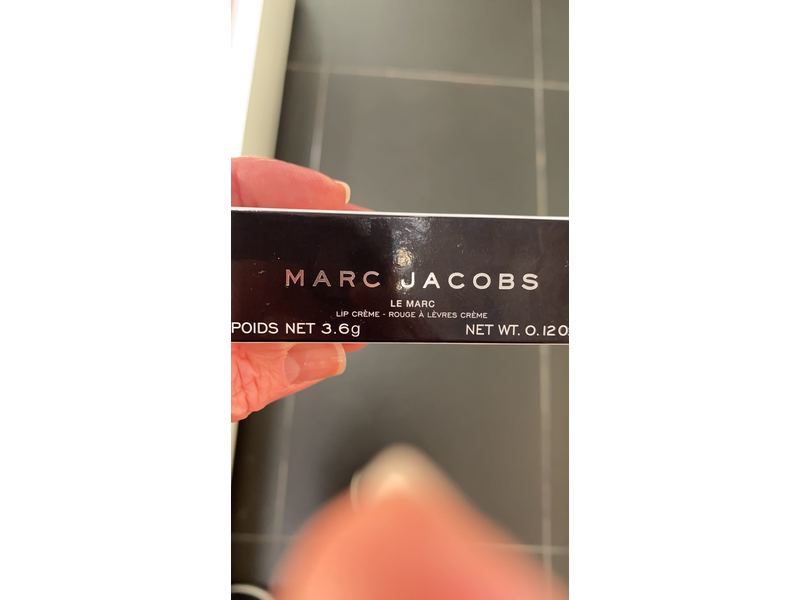 MARC JACOBS
LE MARC
LIP CRÈME - ROUGE À LÈVRES CRÈME
POIDS NET 3.6g NET WT. 0.12 O